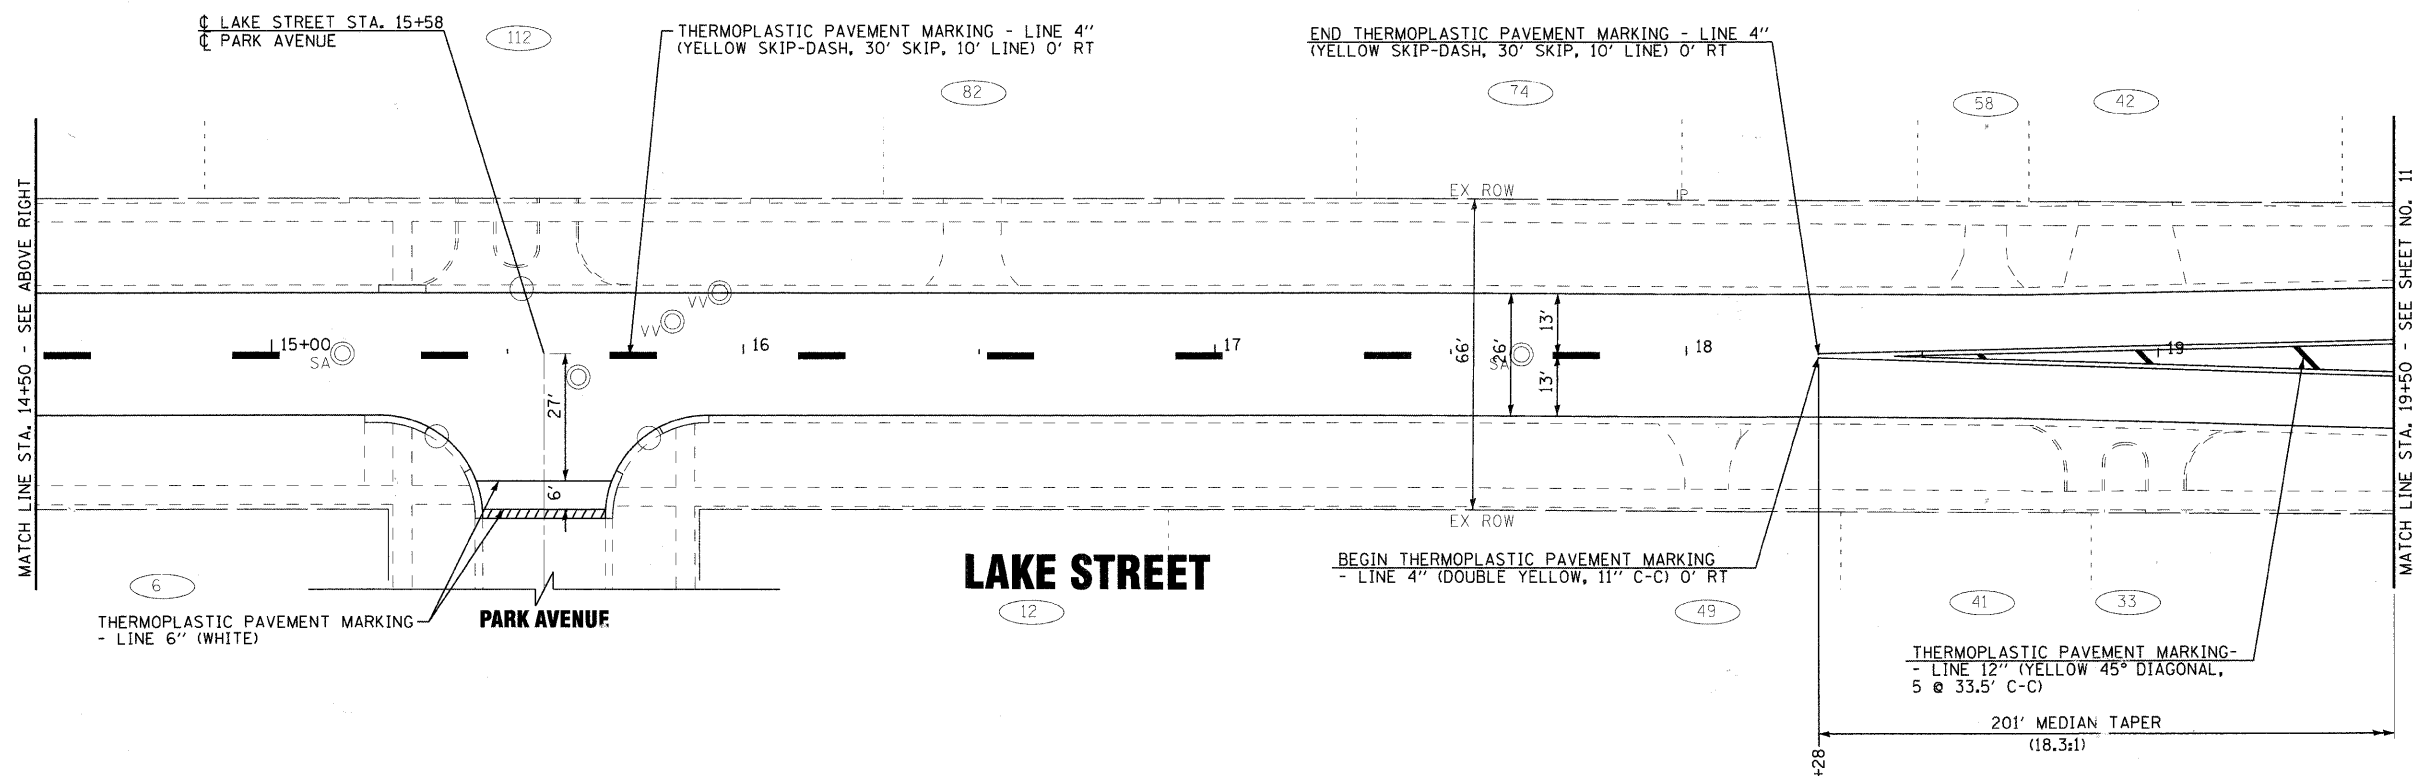 ℄ LAKE STREET STA. 15+58
℄ PARK AVENUE
112
THERMOPLASTIC PAVEMENT MARKING - LINE 4"
(YELLOW SKIP-DASH, 30' SKIP, 10' LINE) 0' RT
82
END THERMOPLASTIC PAVEMENT MARKING - LINE 4"
(YELLOW SKIP-DASH, 30' SKIP, 10' LINE) 0' RT
74
58
42
MATCH LINE STA. 14+50 - SEE ABOVE RIGHT
EX ROW
IP
VV
VV
15+00
SA
16
17
66'
26'
13'
13'
SA
18
19
27'
6'
EX ROW
MATCH LINE STA. 19+50 - SEE SHEET NO. 11
LAKE STREET
BEGIN THERMOPLASTIC PAVEMENT MARKING
- LINE 4" (DOUBLE YELLOW, 11" C-C) 0' RT
6
PARK AVENUE
12
49
41
33
THERMOPLASTIC PAVEMENT MARKING
- LINE 6" (WHITE)
THERMOPLASTIC PAVEMENT MARKING-
- LINE 12" (YELLOW 45° DIAGONAL,
5 @ 33.5' C-C)
201' MEDIAN TAPER
(18.3:1)
+28